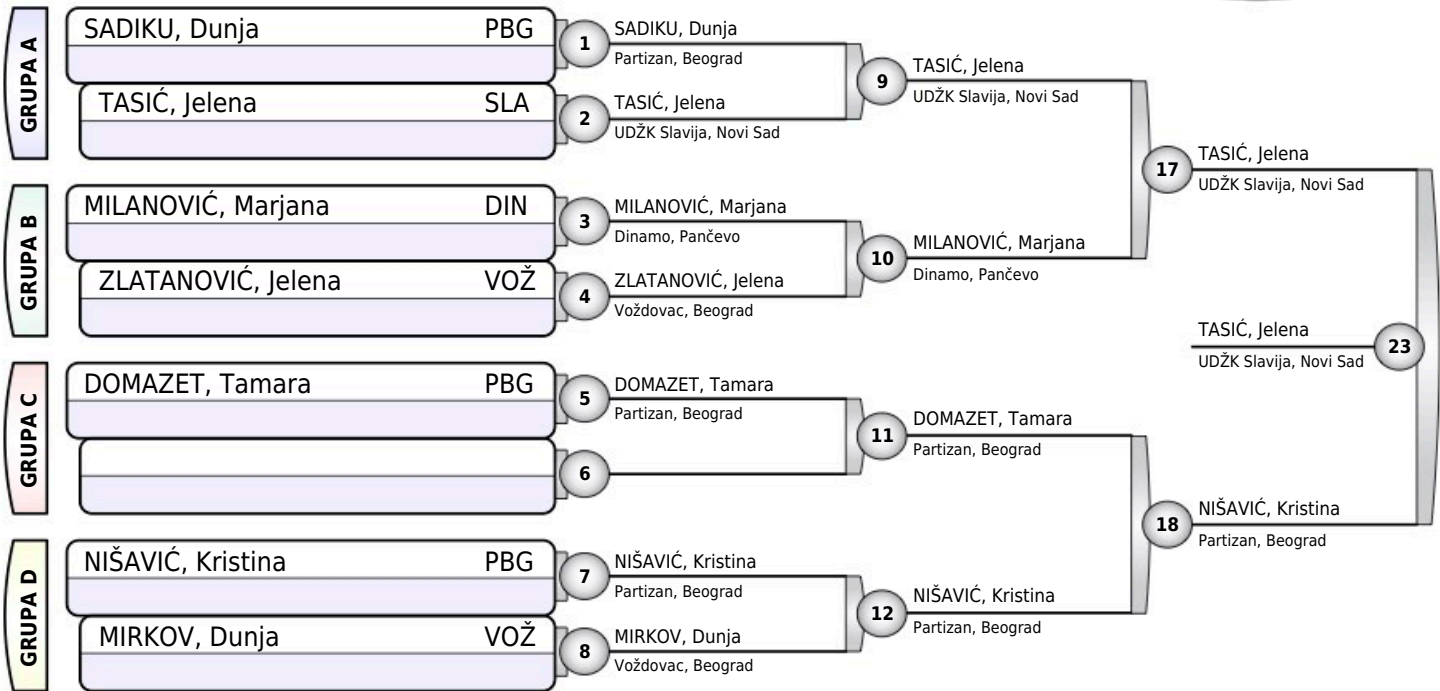 GRUPA A
SADIKU, Dunja PBG
TASIĆ, Jelena SLA
GRUPA B
MILANOVIĆ, Marjana DIN
ZLATANOVIĆ, Jelena VOŽ
GRUPA C
DOMAZET, Tamara PBG
GRUPA D
NIŠAVIĆ, Kristina PBG
MIRKOV, Dunja VOŽ
1
SADIKU, Dunja
Partizan, Beograd
2
TASIĆ, Jelena
UDŽK Slavija, Novi Sad
3
MILANOVIĆ, Marjana
Dinamo, Pančevo
4
ZLATANOVIĆ, Jelena
Voždovac, Beograd
5
DOMAZET, Tamara
Partizan, Beograd
6
7
NIŠAVIĆ, Kristina
Partizan, Beograd
8
MIRKOV, Dunja
Voždovac, Beograd
9
TASIĆ, Jelena
UDŽK Slavija, Novi Sad
10
MILANOVIĆ, Marjana
Dinamo, Pančevo
11
DOMAZET, Tamara
Partizan, Beograd
12
NIŠAVIĆ, Kristina
Partizan, Beograd
17
TASIĆ, Jelena
UDŽK Slavija, Novi Sad
18
NIŠAVIĆ, Kristina
Partizan, Beograd
TASIĆ, Jelena
UDŽK Slavija, Novi Sad
23